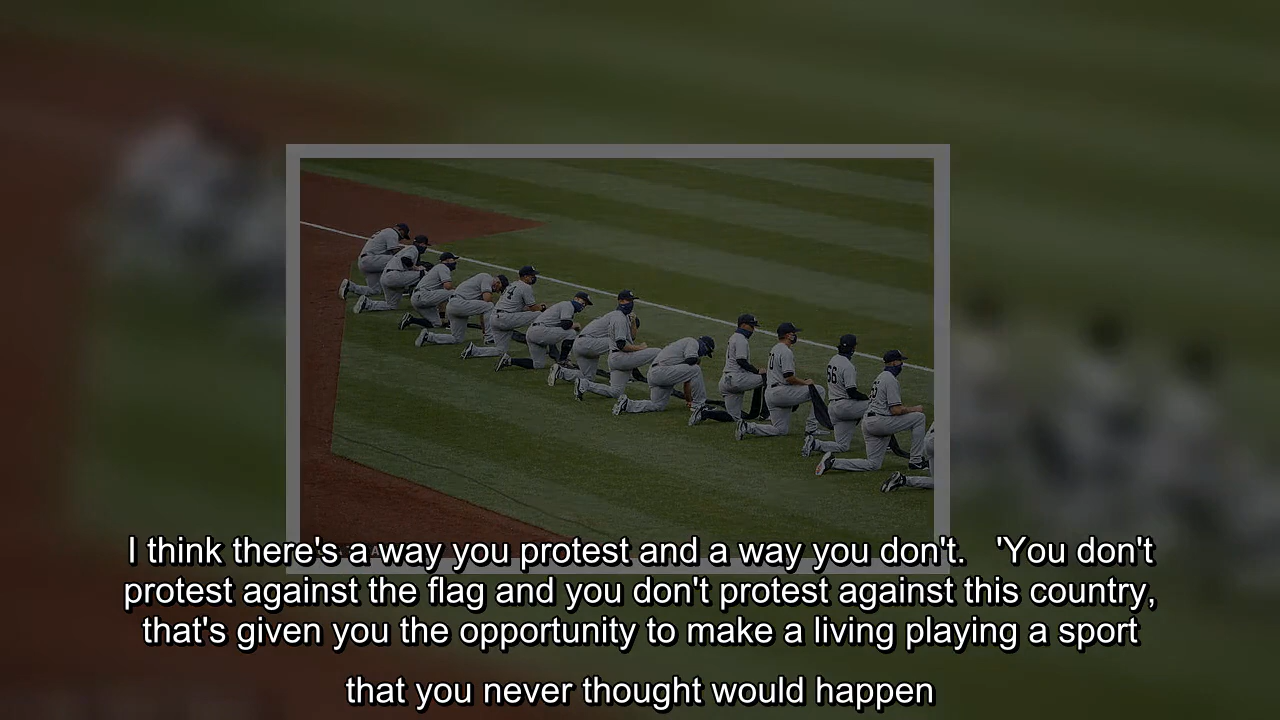 I think there's a way you protest and a way you don't.   'You don't
protest against the flag and you don't protest against this country,
that's given you the opportunity to make a living playing a sport
that you never thought would happen
56